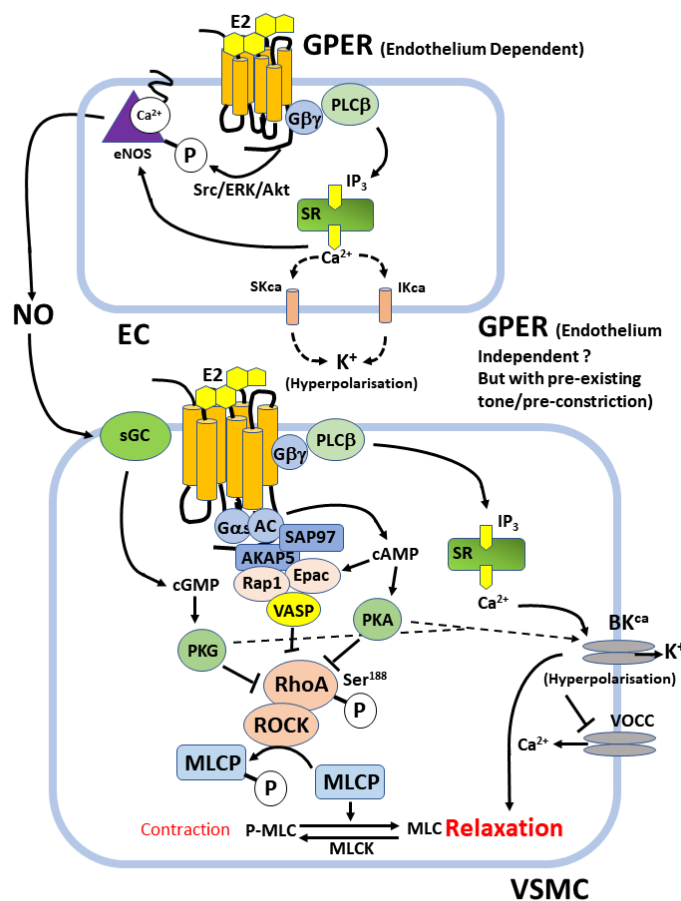 E2
GPER (Endothelium Dependent)
Gβγ
PLCβ
Ca²⁺
eNOS
P
Src/ERK/Akt
IP₃
SR
Ca²⁺
SKca
IKca
K⁺
(Hyperpolarisation)
NO
EC
GPER (Endothelium
Independent ?
But with pre-existing
tone/pre-constriction)
E2
sGC
Gβγ
PLCβ
Gαs
AC
SAP97
AKAP5
Rap1
Epac
cAMP
VASP
IP₃
SR
Ca²⁺
cGMP
PKG
PKA
BKᶜᵃ
K⁺
(Hyperpolarisation)
RhoA
Ser¹⁸⁸
P
ROCK
VOCC
Ca²⁺
MLCP
P
MLCP
Contraction
P-MLC
MLC
Relaxation
MLCK
VSMC